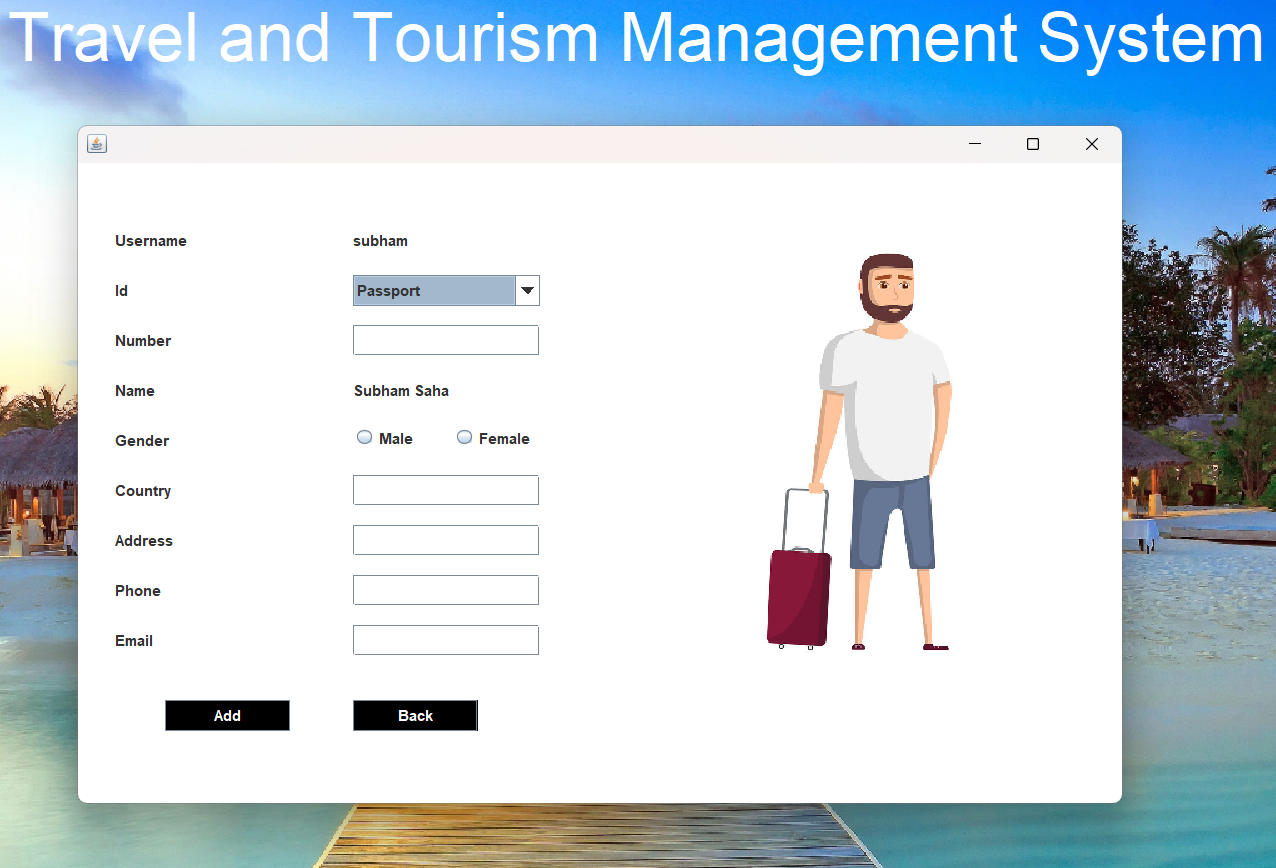 Travel and Tourism Management System
Username subham
Id Passport
Number
Name Subham Saha
Gender Male Female
Country
Address
Phone
Email
Add Back